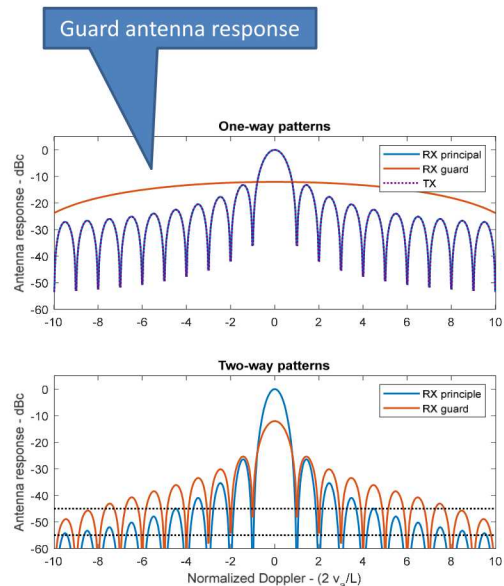 Guard antenna response
One-way patterns
RX principal
RX guard
TX
Antenna response - dBc
0
-10
-20
-30
-40
-50
-60
-10 -8 -6 -4 -2 0 2 4 6 8 10
Two-way patterns
RX principle
RX guard
Antenna response - dBc
0
-10
-20
-30
-40
-50
-60
-10 -8 -6 -4 -2 0 2 4 6 8 10
Normalized Doppler - (2 v_a/L)